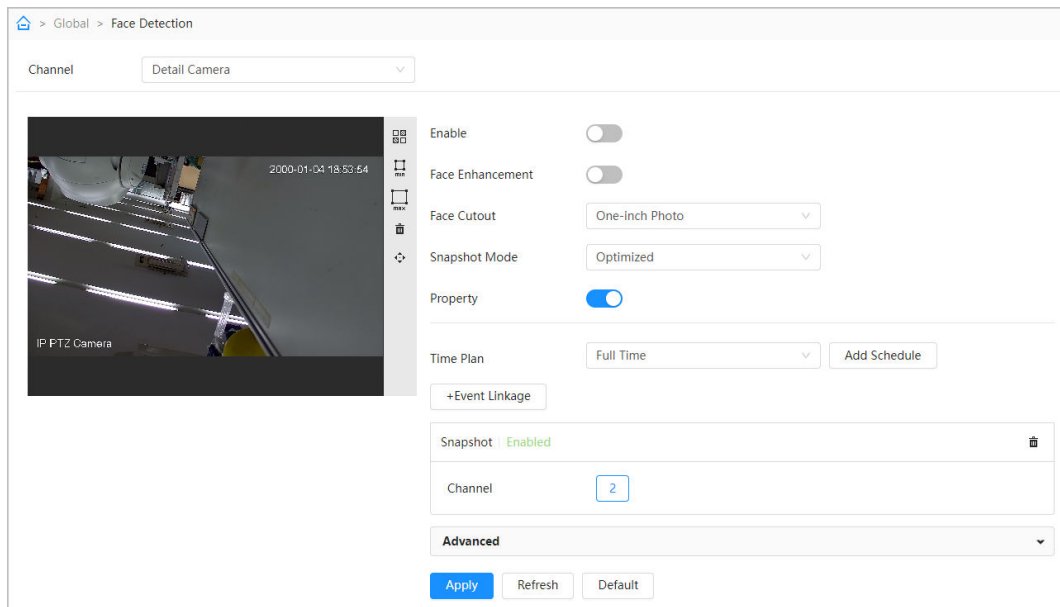 > Global > Face Detection
Channel Detail Camera
2000-01-04 18:53:54
IP PTZ Camera
min
max
Enable
Face Enhancement
Face Cutout One-inch Photo
Snapshot Mode Optimized
Property
Time Plan Full Time Add Schedule
+Event Linkage
Snapshot Enabled
Channel 2
Advanced
Apply Refresh Default